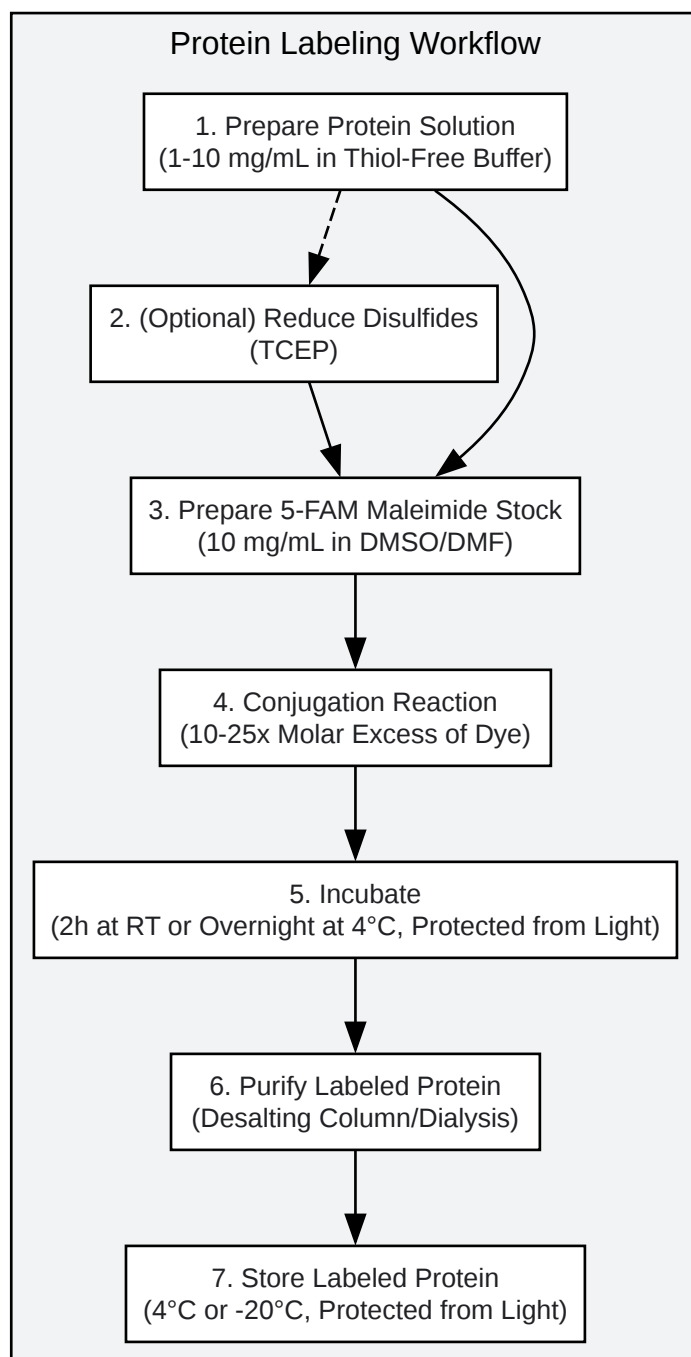 Protein Labeling Workflow
1. Prepare Protein Solution
(1-10 mg/mL in Thiol-Free Buffer)
2. (Optional) Reduce Disulfides
(TCEP)
3. Prepare 5-FAM Maleimide Stock
(10 mg/mL in DMSO/DMF)
4. Conjugation Reaction
(10-25x Molar Excess of Dye)
5. Incubate
(2h at RT or Overnight at 4°C, Protected from Light)
6. Purify Labeled Protein
(Desalting Column/Dialysis)
7. Store Labeled Protein
(4°C or -20°C, Protected from Light)